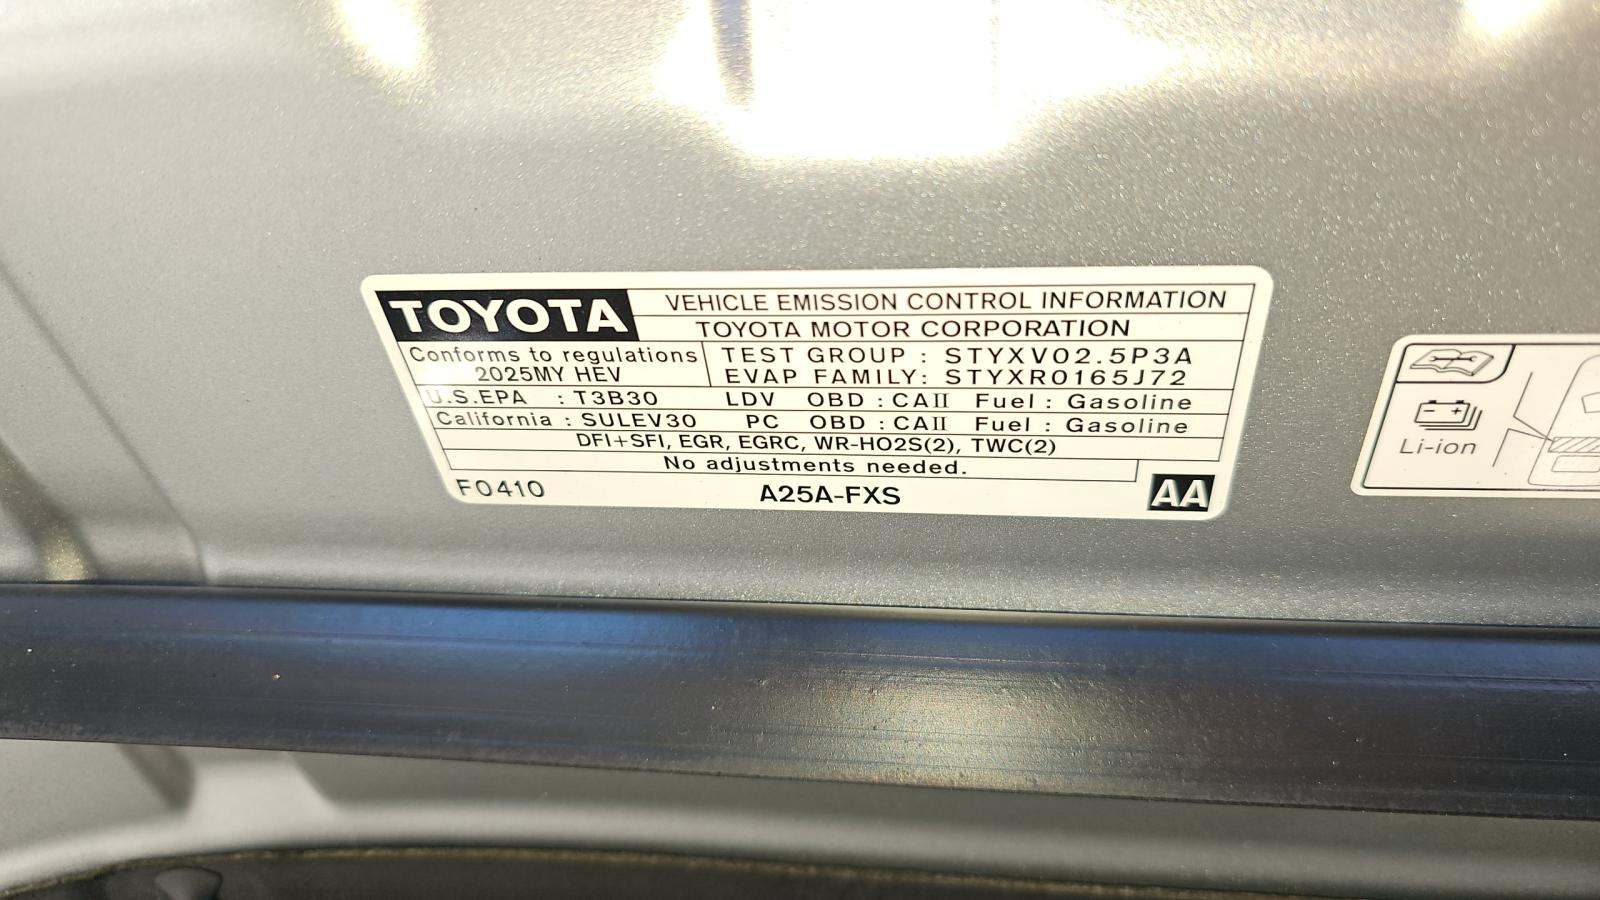 TOYOTA
VEHICLE EMISSION CONTROL INFORMATION
TOYOTA MOTOR CORPORATION
Conforms to regulations
2025MY HEV
TEST GROUP : STYXV02.5P3A
EVAP FAMILY: STYXR0165J72
U.S.EPA : T3B30 LDV OBD : CAII Fuel : Gasoline
California : SULEV30 PC OBD : CAII Fuel : Gasoline
DFI+SFI, EGR, EGRC, WR-HO2S(2), TWC(2)
No adjustments needed.
F0410 A25A-FXS AA
Li-ion